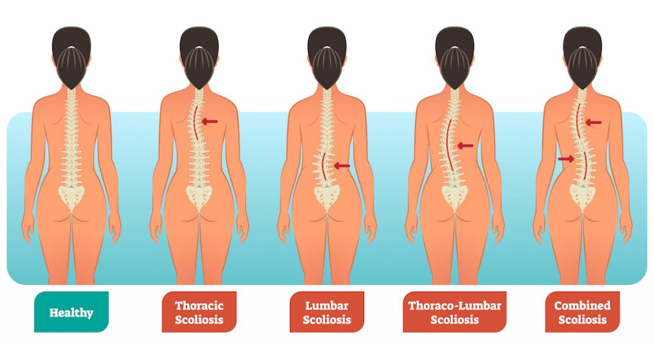 Healthy
Thoracic
Scoliosis
Lumbar
Scoliosis
Thoraco-Lumbar
Scoliosis
Combined
Scoliosis